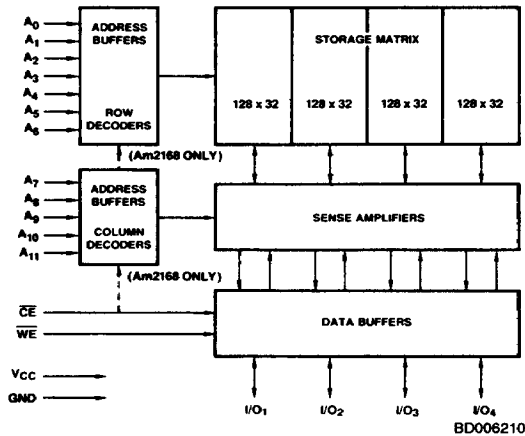 A0
A1
A2
A3
A4
A5
A6
ADDRESS
BUFFERS
ROW
DECODERS
STORAGE MATRIX
128 x 32
128 x 32
128 x 32
128 x 32
(Am2168 ONLY)
A7
A8
A9
A10
A11
ADDRESS
BUFFERS
COLUMN
DECODERS
SENSE AMPLIFIERS
(Am2168 ONLY)
CE
WE
DATA BUFFERS
VCC
GND
I/O1
I/O2
I/O3
I/O4
BD006210